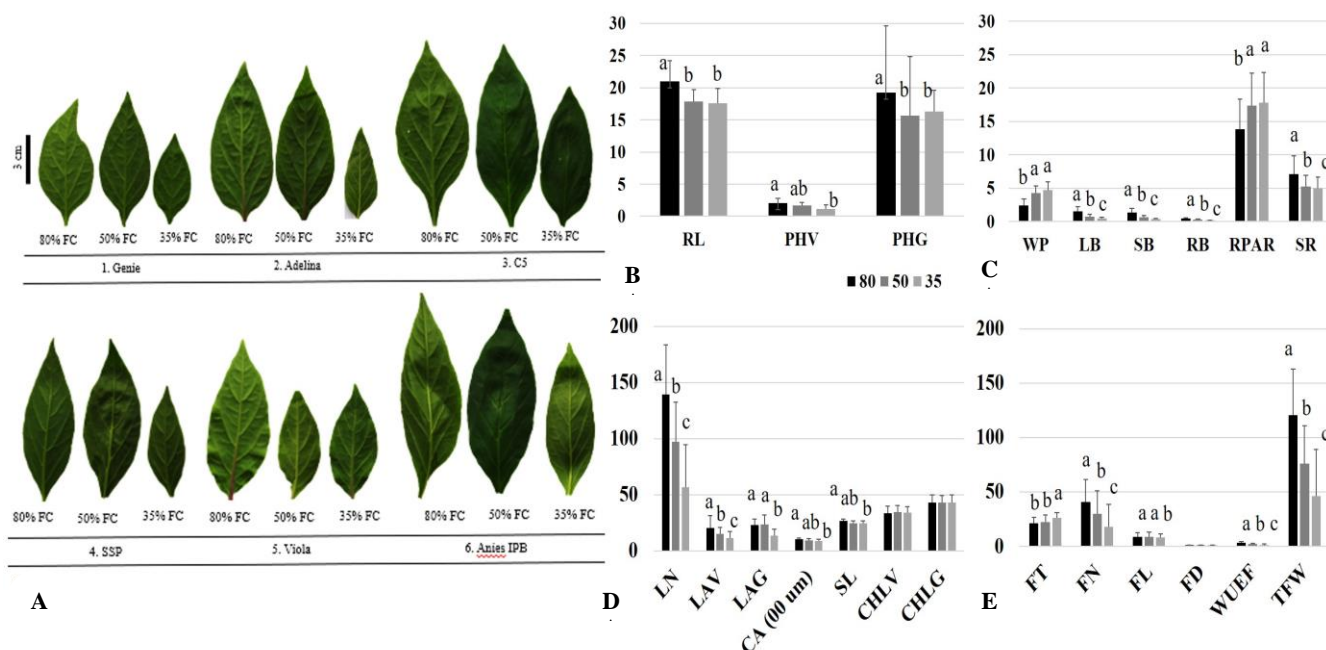 3 cm
80% FC 50% FC 35% FC 80% FC 50% FC 35% FC 80% FC 50% FC 35% FC
1. Genie 2. Adelina 3. C5
80% FC 50% FC 35% FC 80% FC 50% FC 35% FC 80% FC 50% FC 35% FC
4. SSP 5. Viola 6. Anies IPB
A
30
25
20
15
10
5
0
a b b a ab b a b b
RL PHV PHG
B
80 50 35
30
25
20
15
10
5
0
b a a a b c a b c a b c b a a a b c
WP LB SB RB RPAR SR
C
200
150
100
50
0
a b c a b c a a b a ab b a ab b
LN LAV LAG CA (00 um) SL CHLV CHLG
D
200
150
100
50
0
b b a a b c a a b a b c a b c
FT FN FL FD WUEF TFW
E